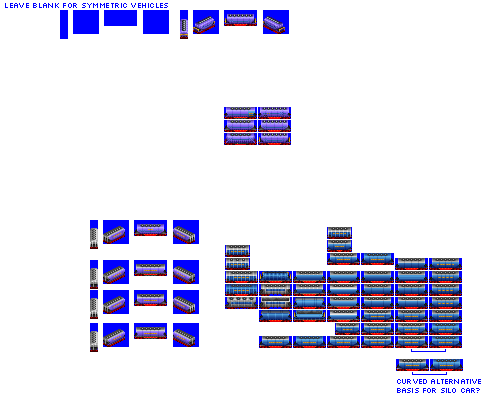 LEAVE BLANK FOR SYMMETRIC VEHICLES
CURVED ALTERNATIVE
BASIS FOR SILO CAR?